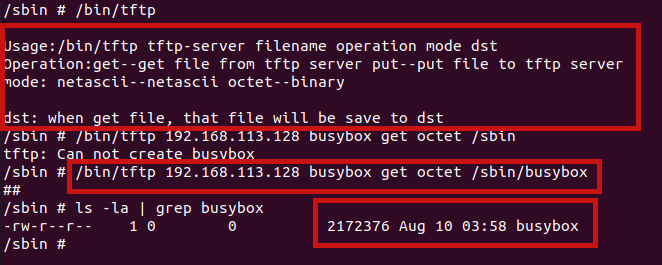 /sbin # /bin/tftp
Usage:/bin/tftp tftp-server filename operation mode dst
Operation:get--get file from tftp server put--put file to tftp server
mode: netascii--netascii octet--binary
dst: when get file, that file will be save to dst
/sbin # /bin/tftp 192.168.113.128 busybox get octet /sbin
tftp: Can not create busybox
/sbin # /bin/tftp 192.168.113.128 busybox get octet /sbin/busybox
##
/sbin # ls -la | grep busybox
-rw-r--r-- 1 0 0 2172376 Aug 10 03:58 busybox
/sbin #